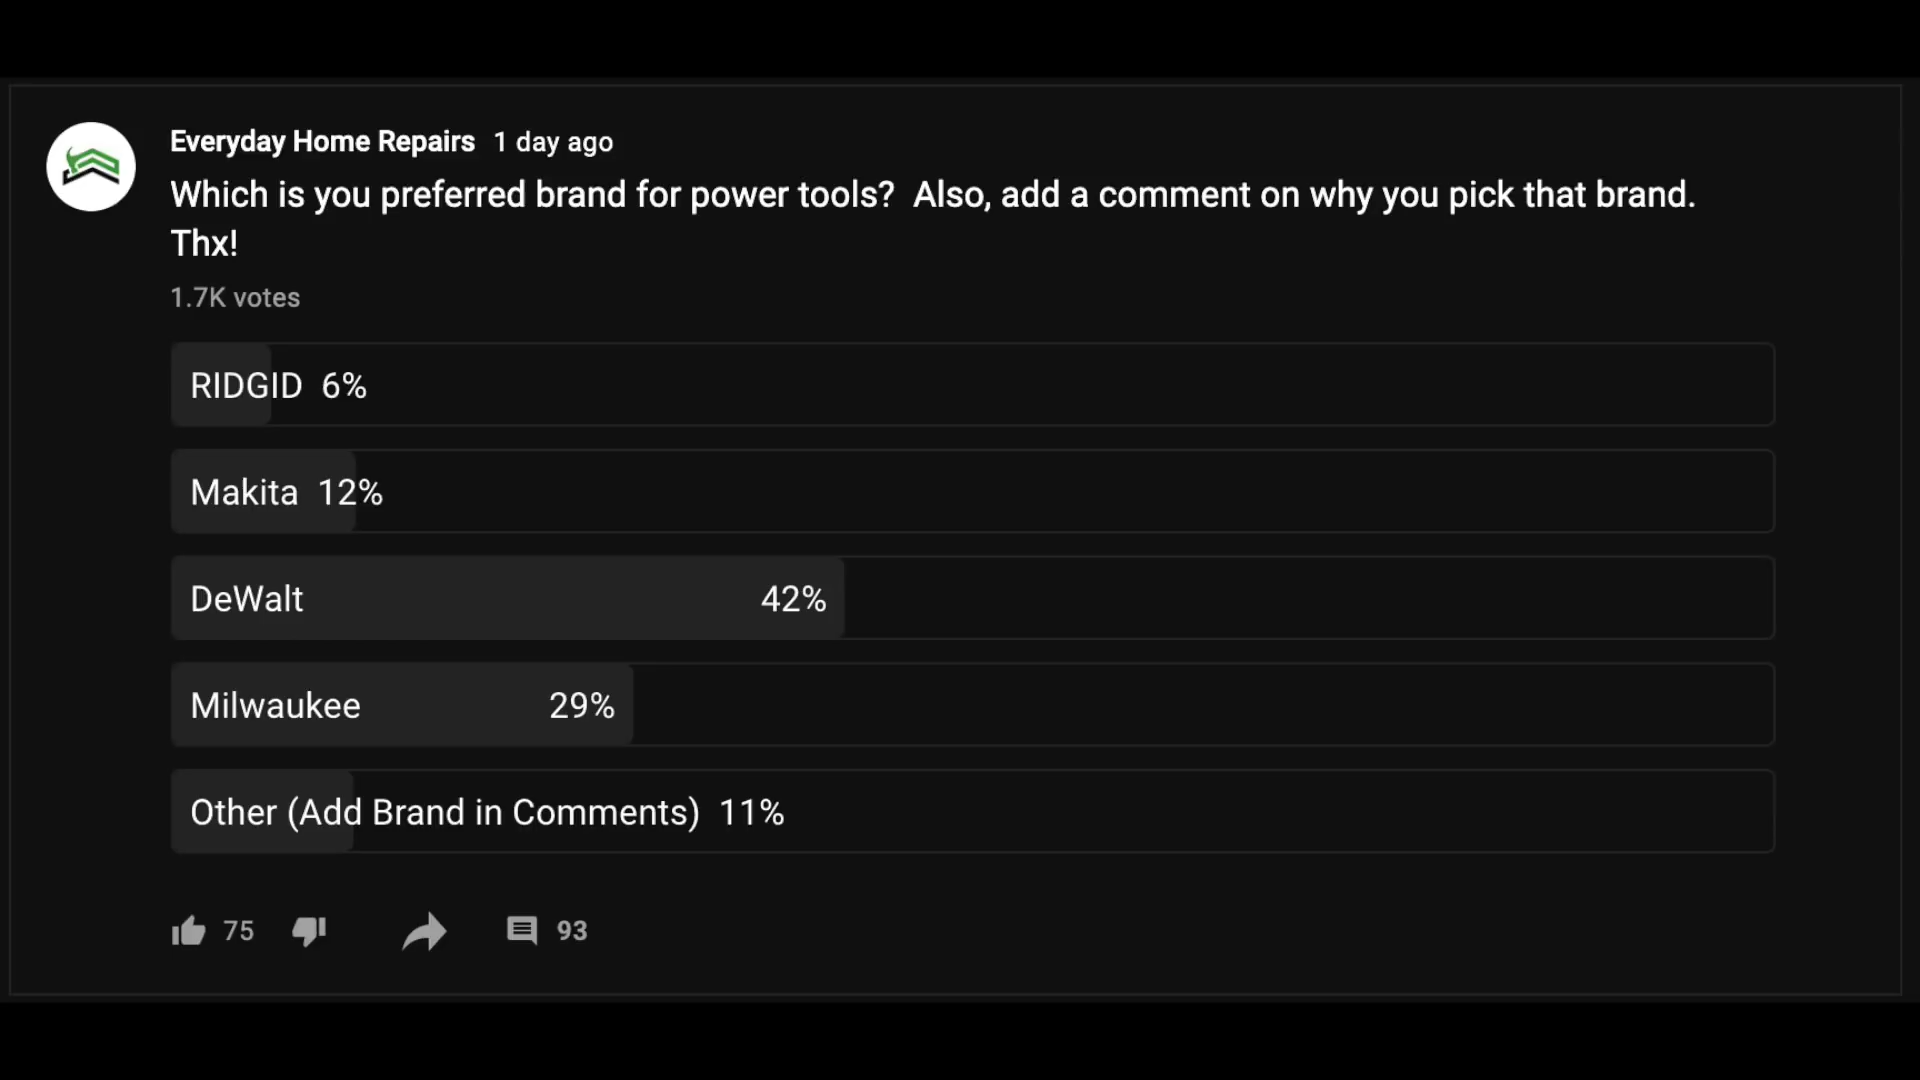 Everyday Home Repairs 1 day ago
Which is you preferred brand for power tools? Also, add a comment on why you pick that brand.
Thx!
1.7K votes
RIDGID 6%
Makita 12%
DeWalt 42%
Milwaukee 29%
Other (Add Brand in Comments) 11%
75 93